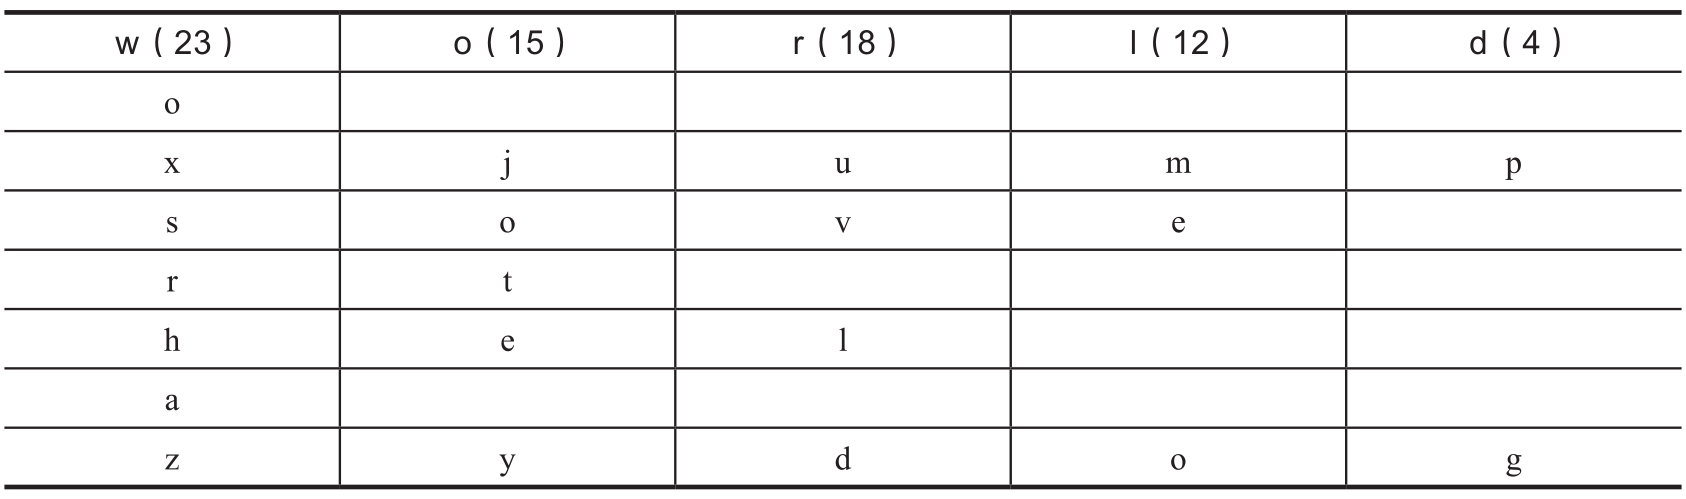 w (23) o (15) r (18) l (12) d (4)
o
x j u m p
s o v e
r t
h e l
a
z y d o g